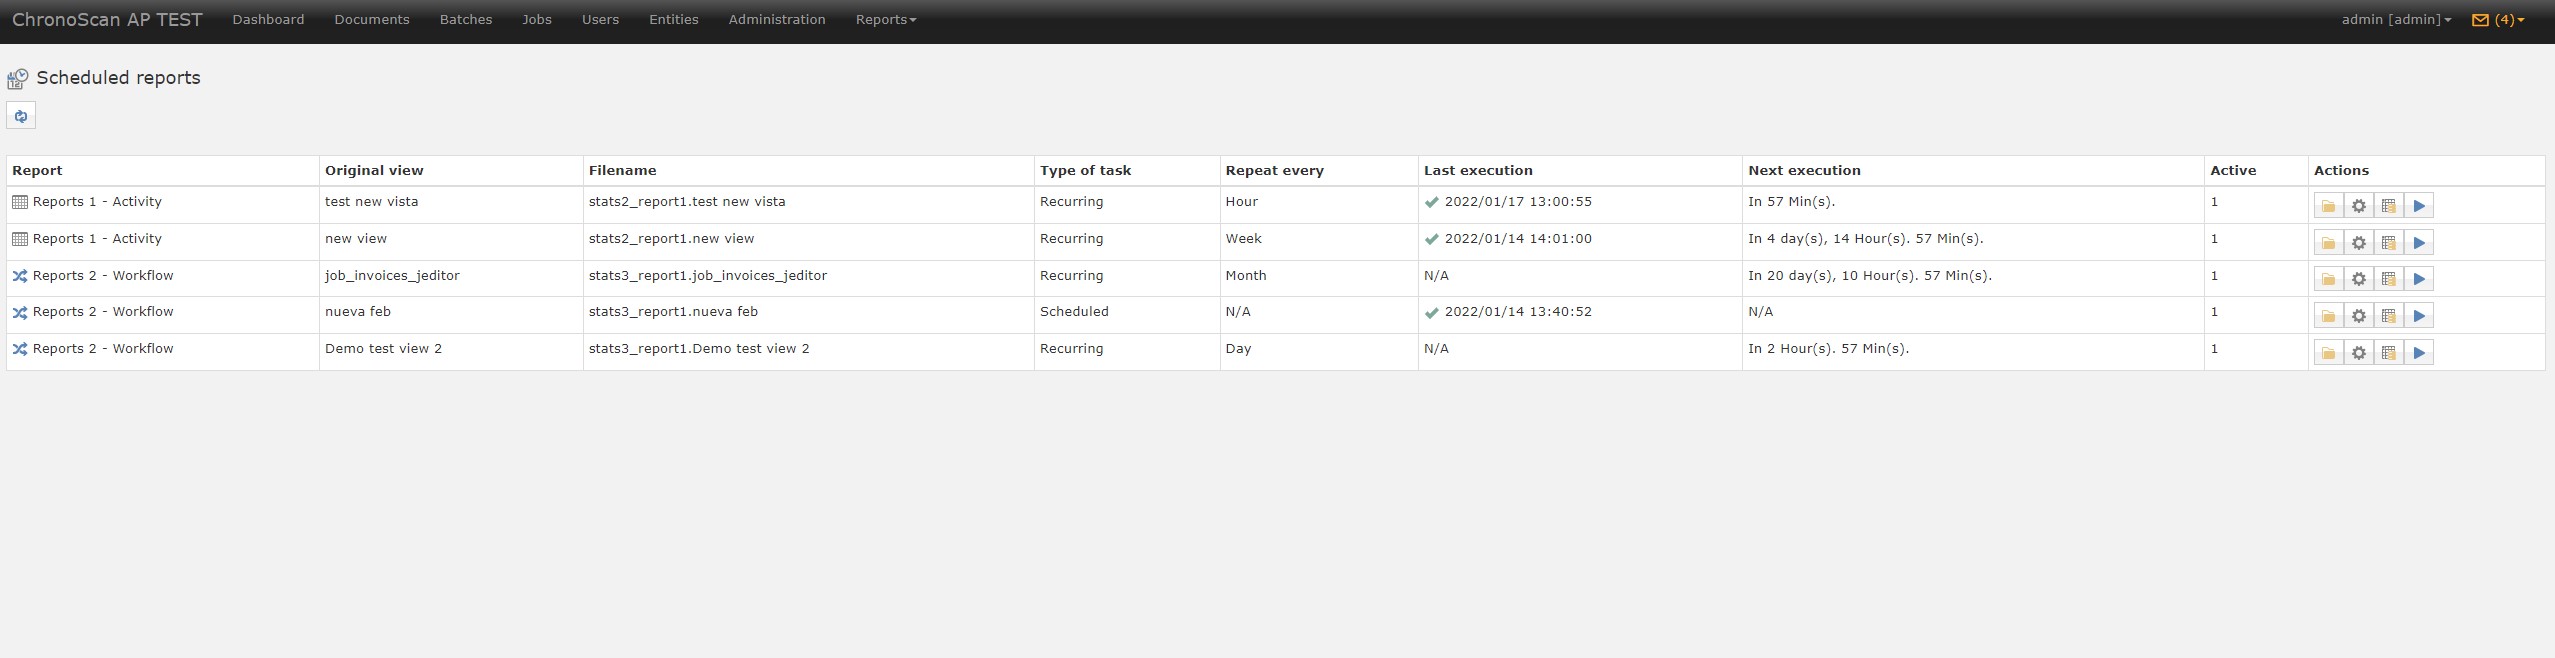 ChronoScan AP TEST Dashboard Documents Batches Jobs Users Entities Administration Reports admin [admin] (4)
Scheduled reports
Report Original view Filename Type of task Repeat every Last execution Next execution Active Actions
Reports 1 - Activity test new vista stats2_report1.test new vista Recurring Hour 2022/01/17 13:00:55 In 57 Min(s). 1
Reports 1 - Activity new view stats2_report1.new view Recurring Week 2022/01/14 14:01:00 In 4 day(s), 14 Hour(s). 57 Min(s). 1
Reports 2 - Workflow job_invoices_jeditor stats3_report1.job_invoices_jeditor Recurring Month N/A In 20 day(s), 10 Hour(s). 57 Min(s). 1
Reports 2 - Workflow nueva feb stats3_report1.nueva feb Scheduled N/A 2022/01/14 13:40:52 N/A 1
Reports 2 - Workflow Demo test view 2 stats3_report1.Demo test view 2 Recurring Day N/A In 2 Hour(s). 57 Min(s). 1